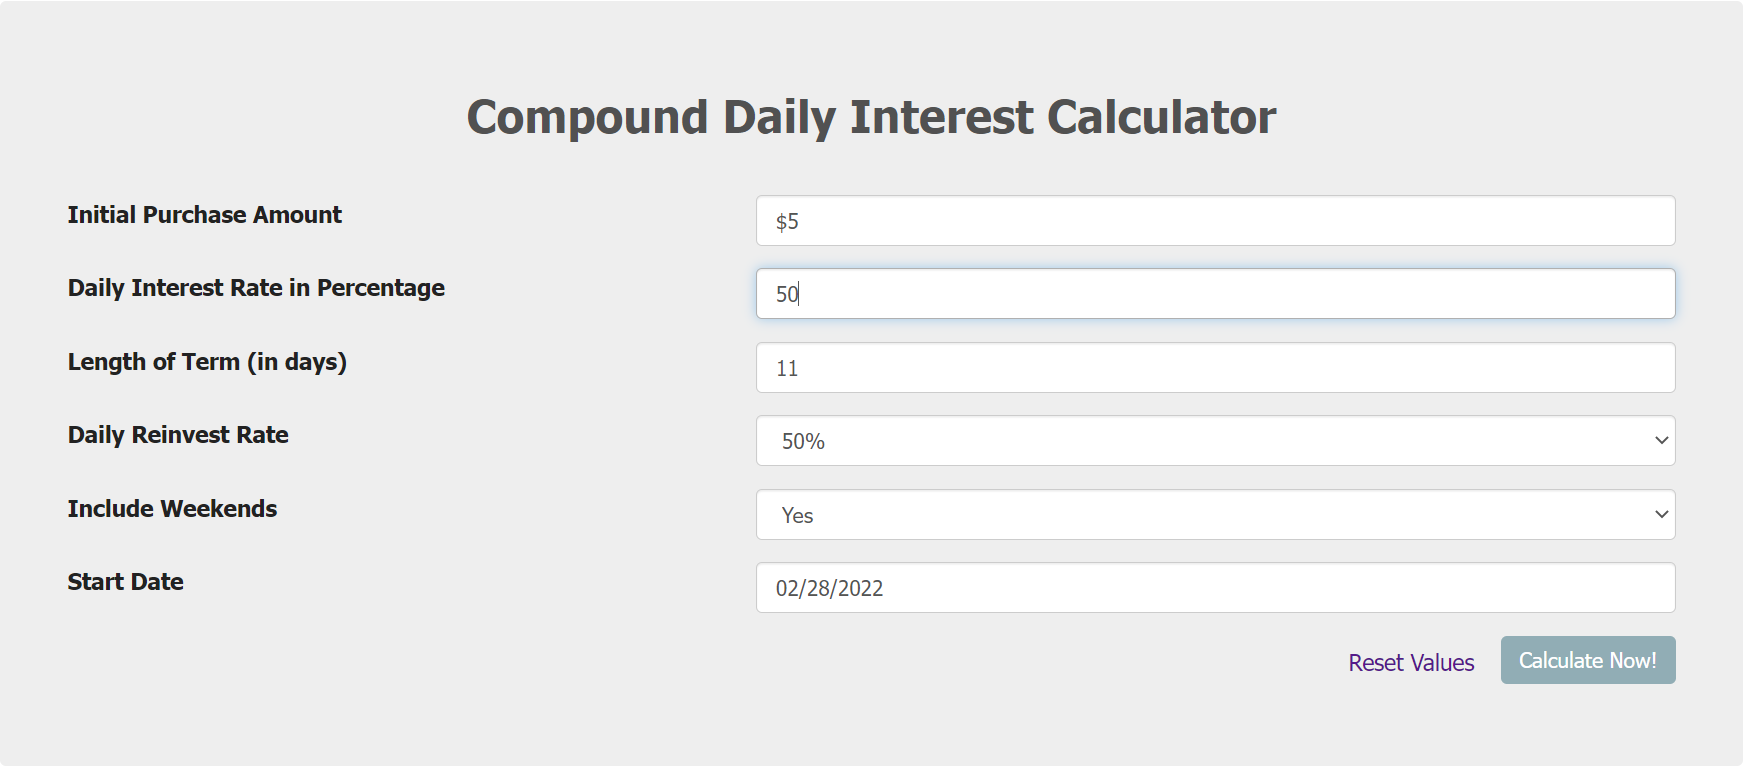 Compound Daily Interest Calculator
Initial Purchase Amount
$5
Daily Interest Rate in Percentage
50
Length of Term (in days)
11
Daily Reinvest Rate
50%
Include Weekends
Yes
Start Date
02/28/2022
Reset Values
Calculate Now!